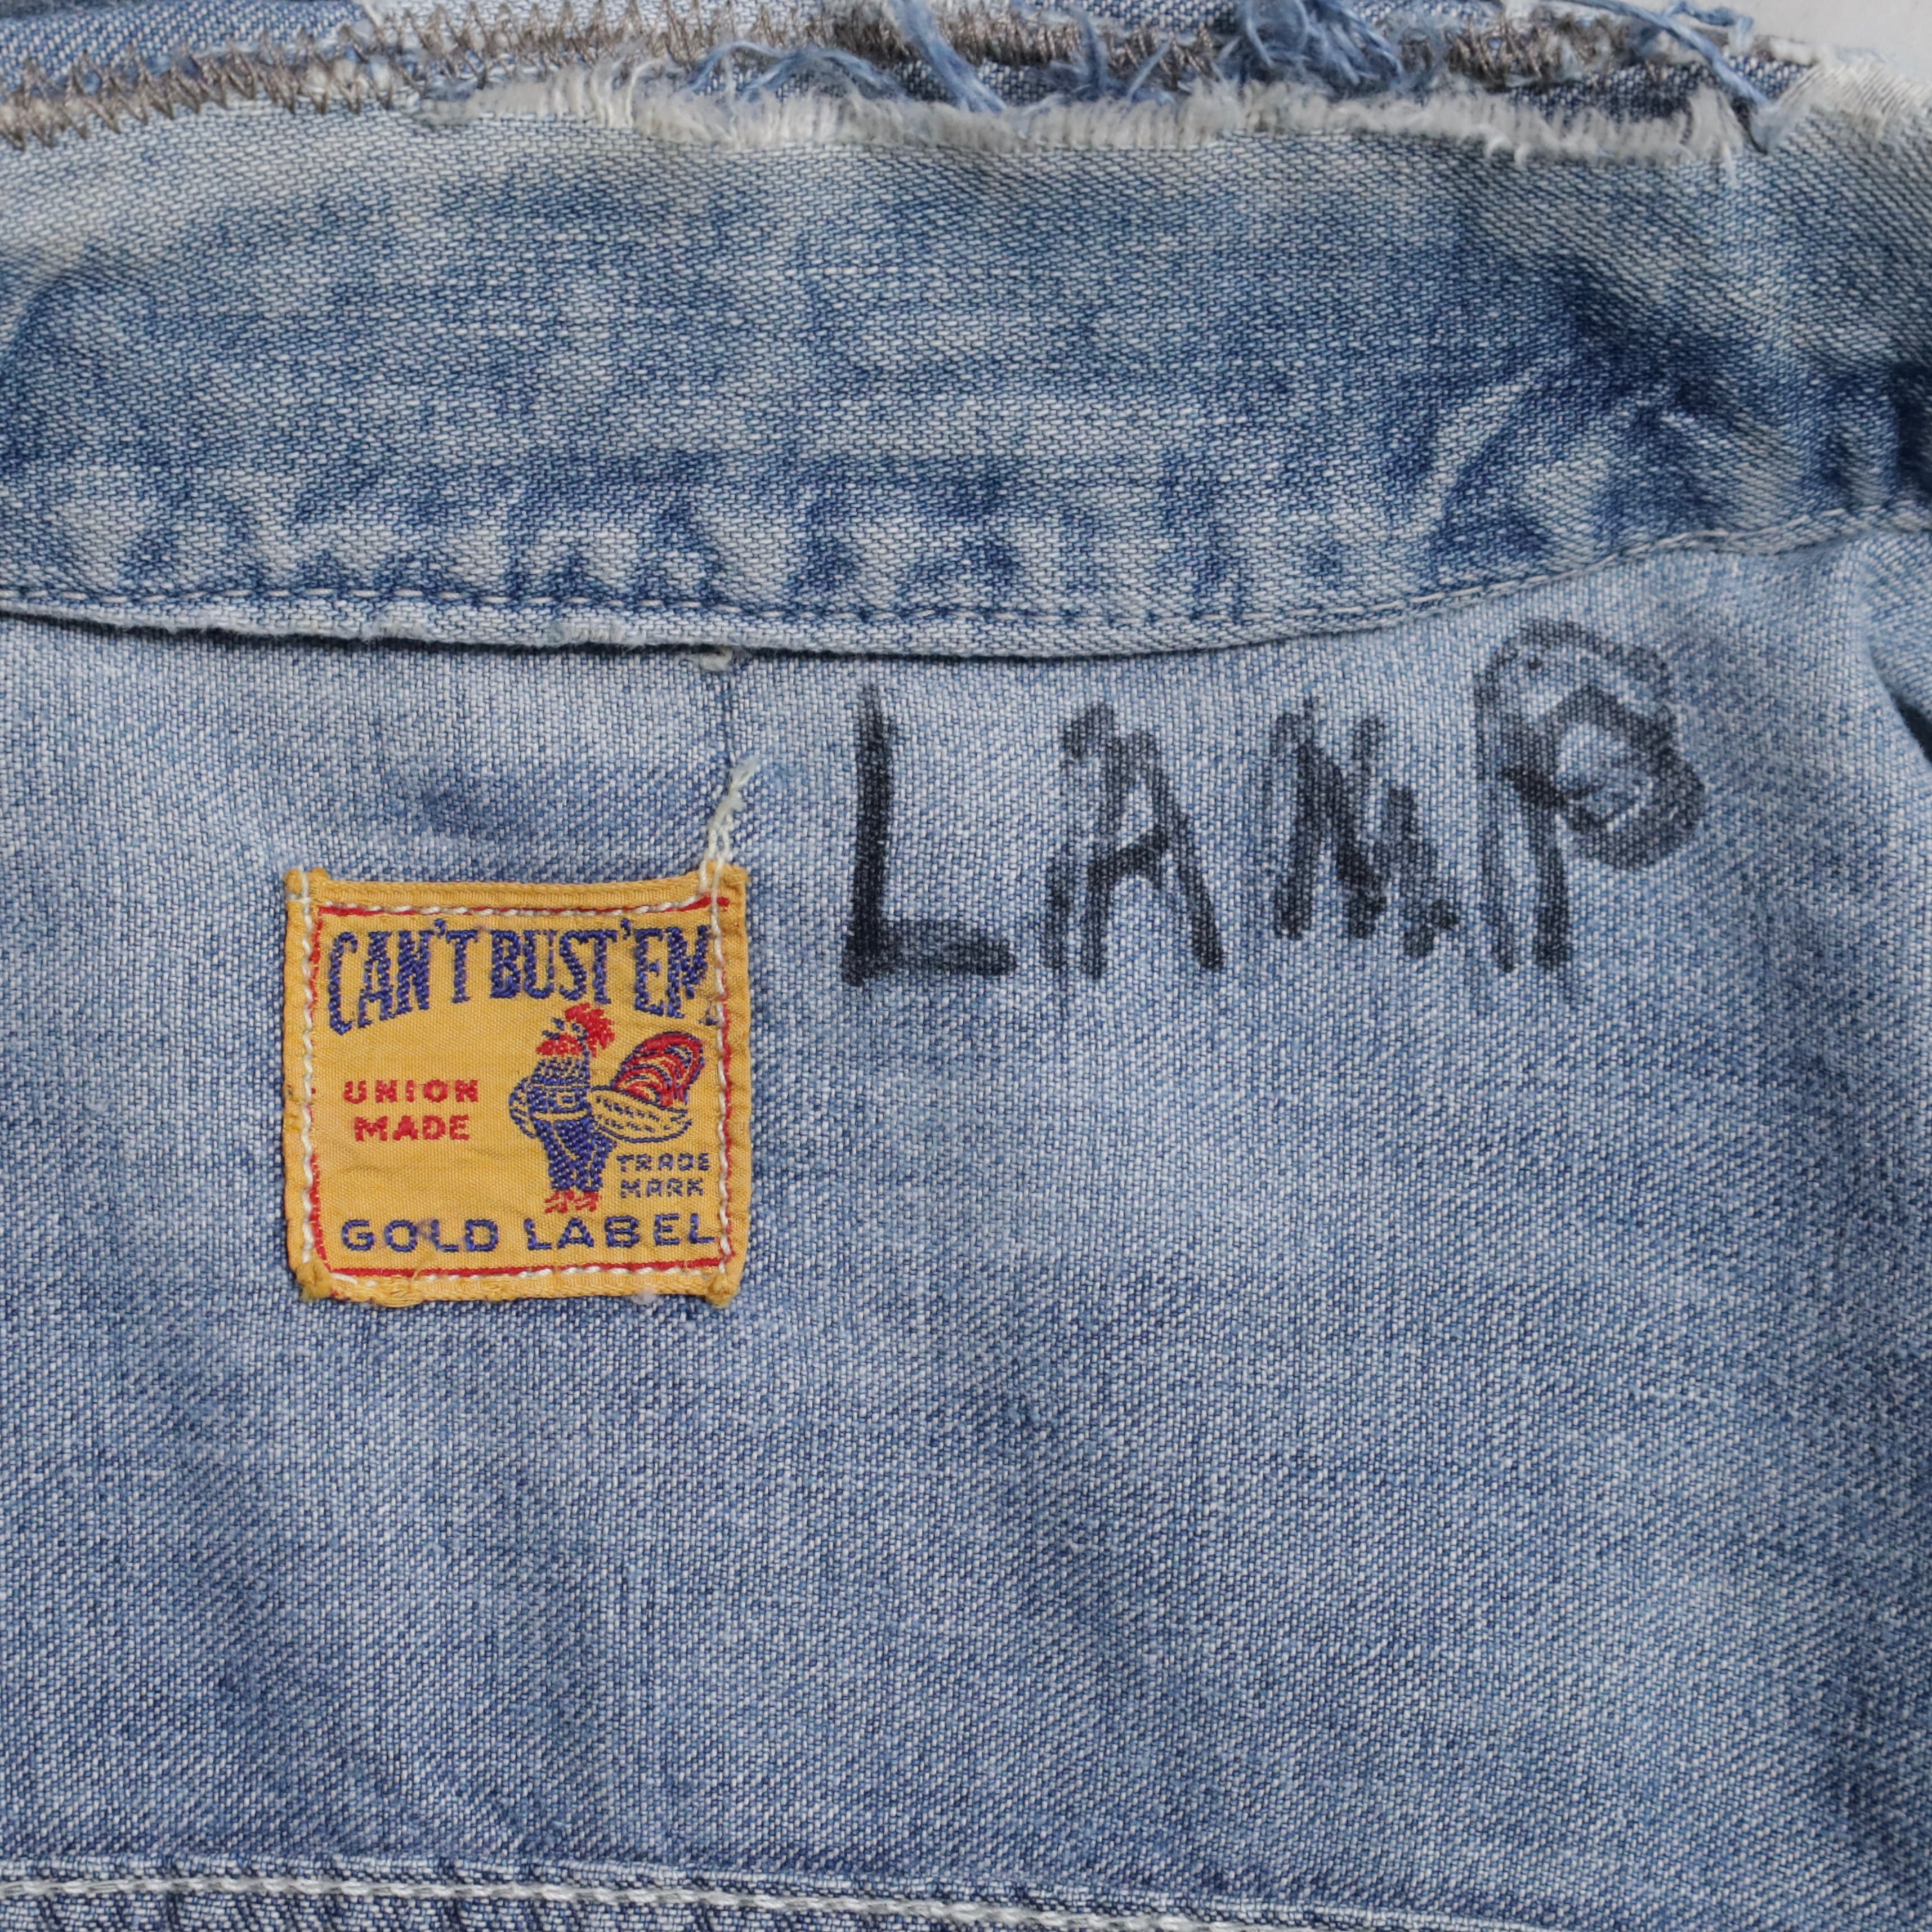 LAMP
CAN'T BUST 'EM
UNION
MADE
TRADE
MARK
GOLD LABEL